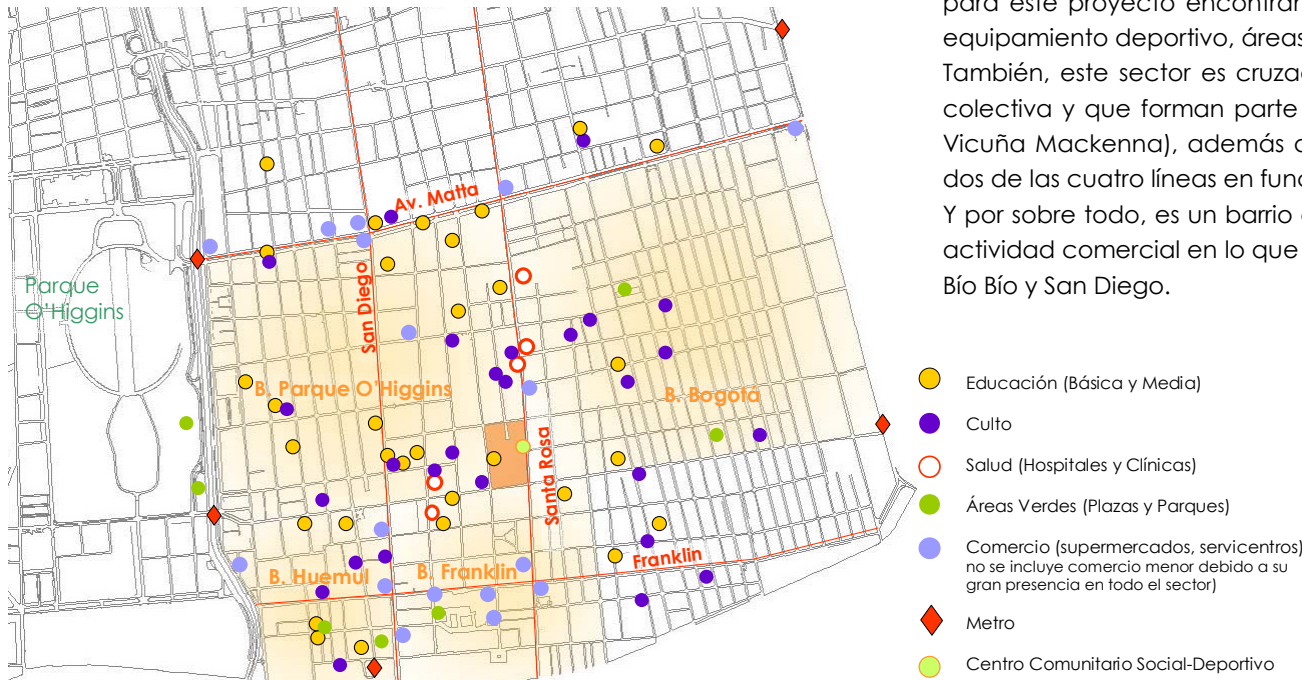 para este proyecto encontrar
equipamiento deportivo, áreas
También, este sector es cruza
colectiva y que forman parte
Vicuña Mackenna), además
dos de las cuatro líneas en fun
Y por sobre todo, es un barrio
actividad comercial en lo que
Bío Bío y San Diego.
Av. Matta
Parque
O'Higgins
San Diego
B. Parque O'Higgins
B. Bogotá
Santa Rosa
Franklin
B. Huemul
B. Franklin
Educación (Básica y Media)
Culto
Salud (Hospitales y Clínicas)
Áreas Verdes (Plazas y Parques)
Comercio (supermercados, servicentros)
no se incluye comercio menor debido a su
gran presencia en todo el sector)
Metro
Centro Comunitario Social-Deportivo